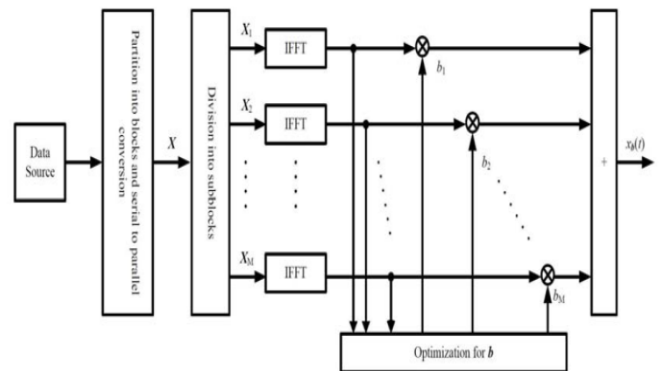 Data
Source
Partition into blocks and serial to parallel
conversion
X
Division into subblocks
X1
IFFT
X2
IFFT
XM
IFFT
b1
b2
bM
Optimization for b
+
xb(t)